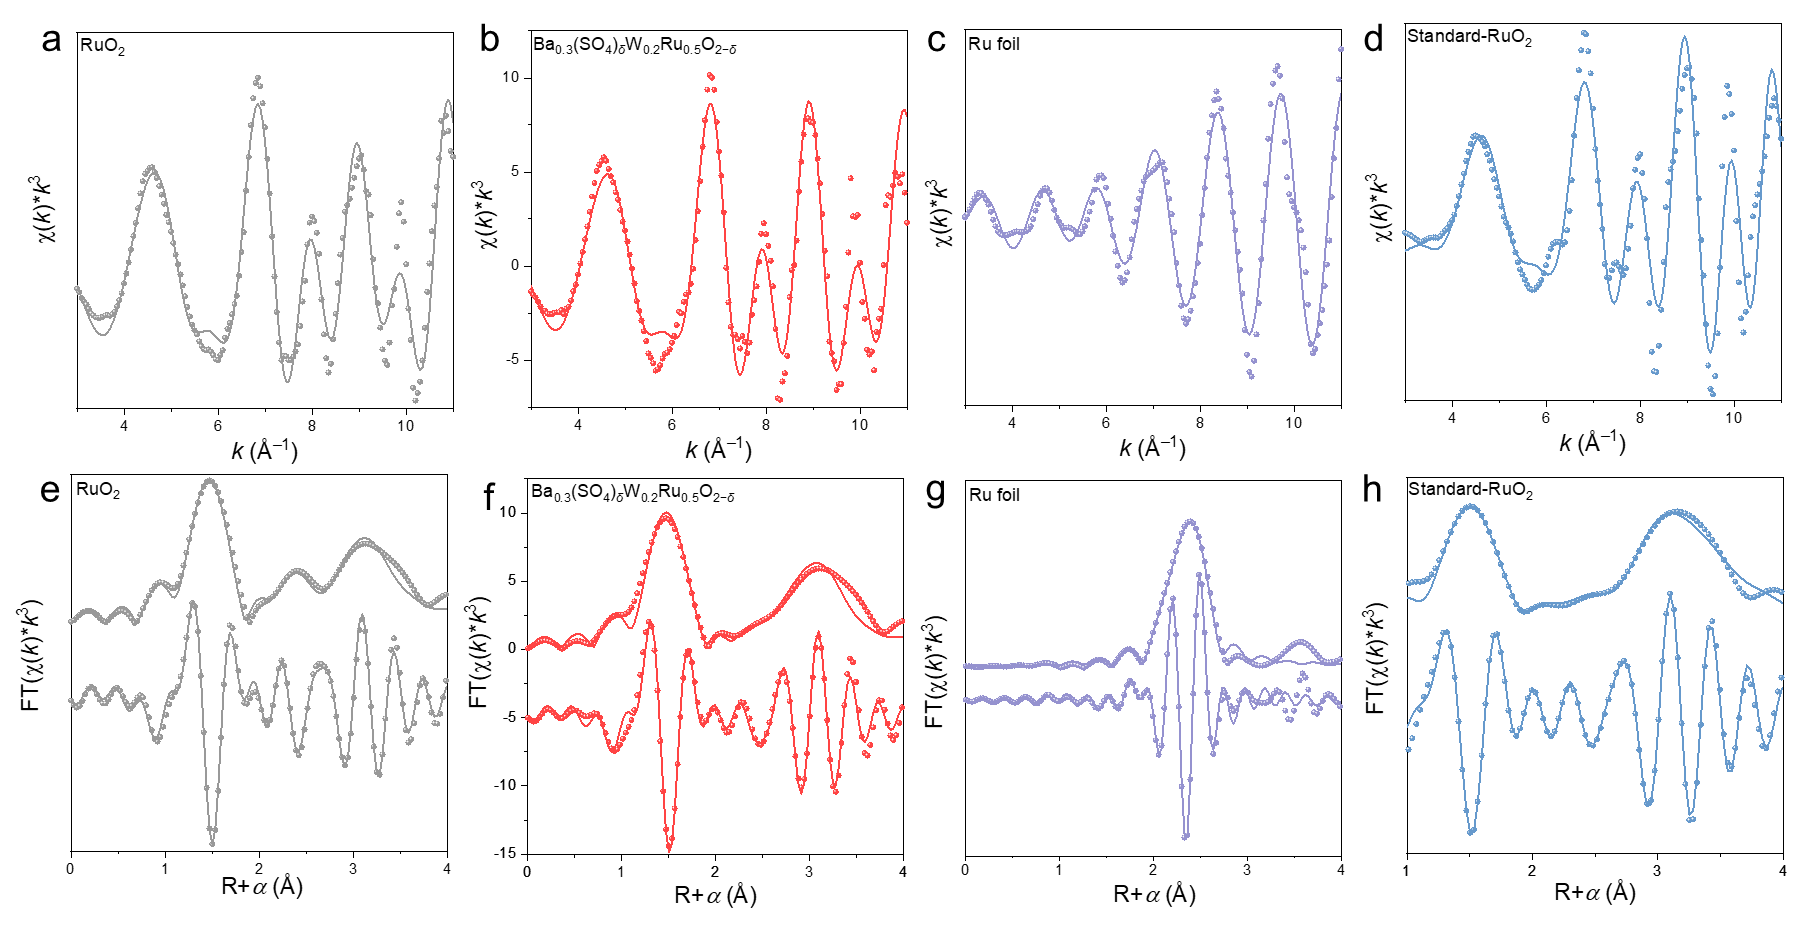 a
RuO₂
χ(k)*k³
4 6 8 10
k (Å⁻¹)
b
Ba₀.₃(SO₄)δW₀.₂Ru₀.₅O₂₋δ
χ(k)*k³
10
5
0
-5
4 6 8 10
k (Å⁻¹)
c
Ru foil
χ(k)*k³
4 6 8 10
k (Å⁻¹)
d
Standard-RuO₂
χ(k)*k³
4 6 8 10
k (Å⁻¹)
e
RuO₂
FT(χ(k)*k³)
0 1 2 3 4
R+α (Å)
f
Ba₀.₃(SO₄)δW₀.₂Ru₀.₅O₂₋δ
FT(χ(k)*k³)
10
5
0
-5
-10
-15
0 1 2 3 4
R+α (Å)
g
Ru foil
FT(χ(k)*k³)
0 1 2 3 4
R+α (Å)
h
Standard-RuO₂
FT(χ(k)*k³)
1 2 3 4
R+α (Å)